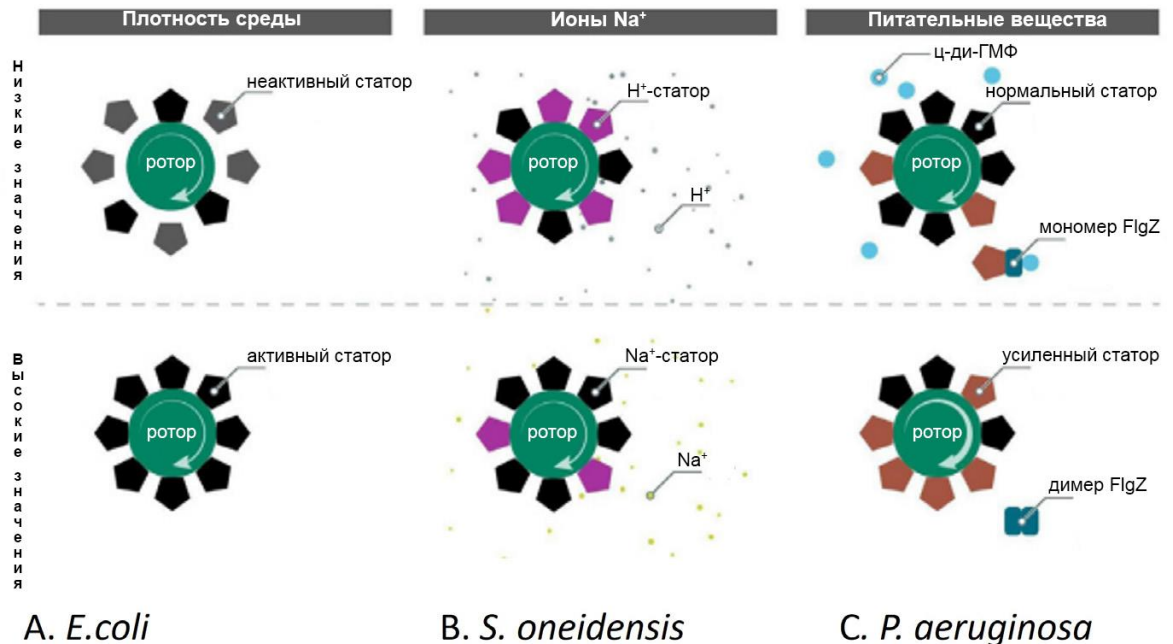 Плотность среды
Ионы Na⁺
Питательные вещества
Низкие значения
неактивный статор
ротор
H⁺-статор
ротор
H⁺
ц-ди-ГМФ
нормальный статор
ротор
мономер FlgZ
Высокие значения
активный статор
ротор
Na⁺-статор
ротор
Na⁺
усиленный статор
ротор
димер FlgZ
A. E.coli
B. S. oneidensis
C. P. aeruginosa